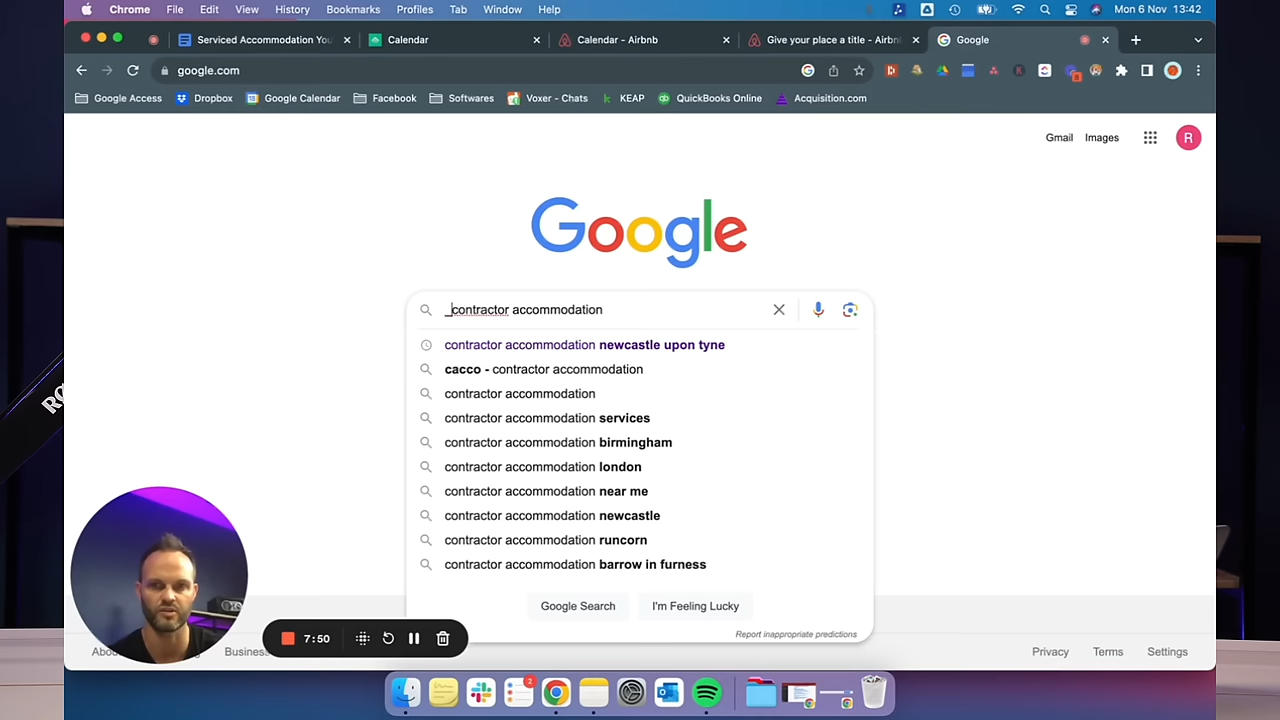 Chrome File Edit View History Bookmarks Profiles Tab Window Help Mon 6 Nov 13:42
Serviced Accommodation You Calendar Calendar - Airbnb Give your place a title - Airbnb Google
google.com
Google Access Dropbox Google Calendar Facebook Softwares Voxer - Chats KEAP QuickBooks Online Acquisition.com
Gmail Images R
Google
_contractor accommodation
contractor accommodation newcastle upon tyne
cacco - contractor accommodation
contractor accommodation
contractor accommodation services
contractor accommodation birmingham
contractor accommodation london
contractor accommodation near me
contractor accommodation newcastle
contractor accommodation runcorn
contractor accommodation barrow in furness
Google Search I'm Feeling Lucky
Report inappropriate predictions
7:50
Privacy Terms Settings
2